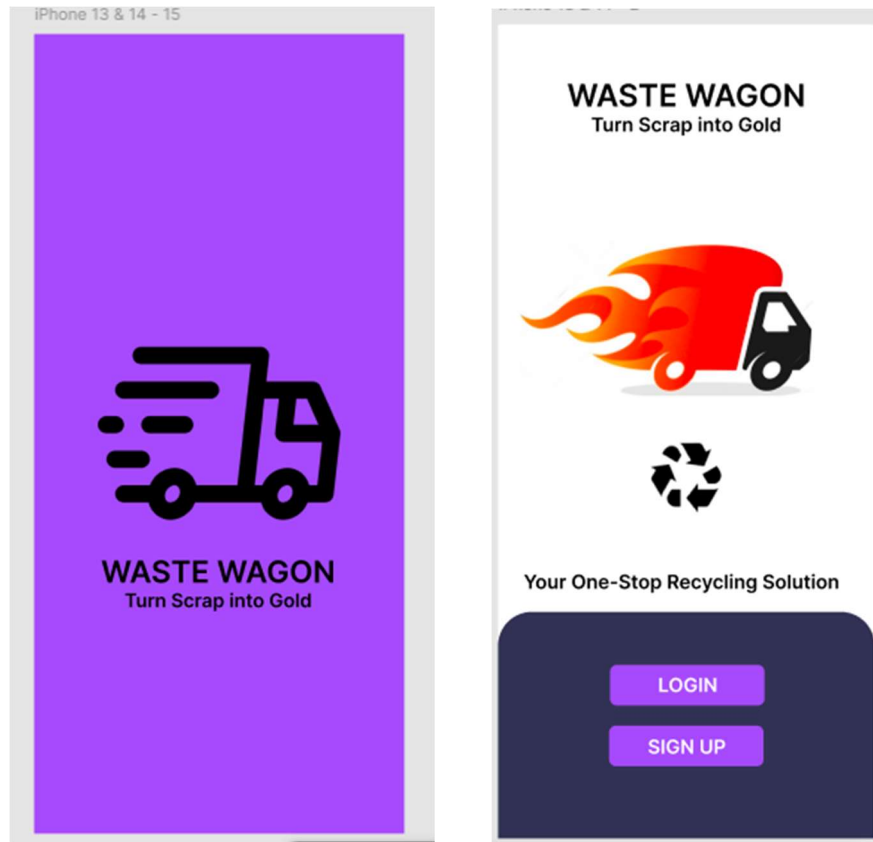 iPhone 13 & 14 - 15
WASTE WAGON
Turn Scrap into Gold
WASTE WAGON
Turn Scrap into Gold
Your One-Stop Recycling Solution
LOGIN
SIGN UP